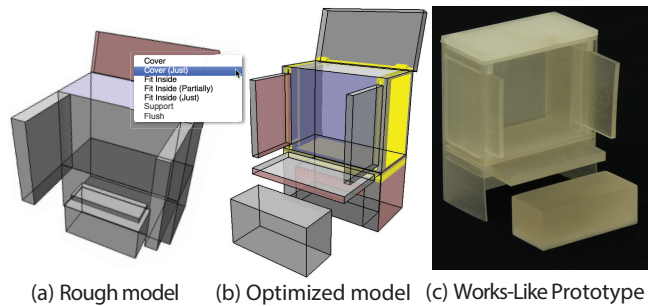 Cover
Cover (Just)
Fit Inside
Fit Inside (Partially)
Fit Inside (Just)
Support
Flush
(a) Rough model (b) Optimized model (c) Works-Like Prototype